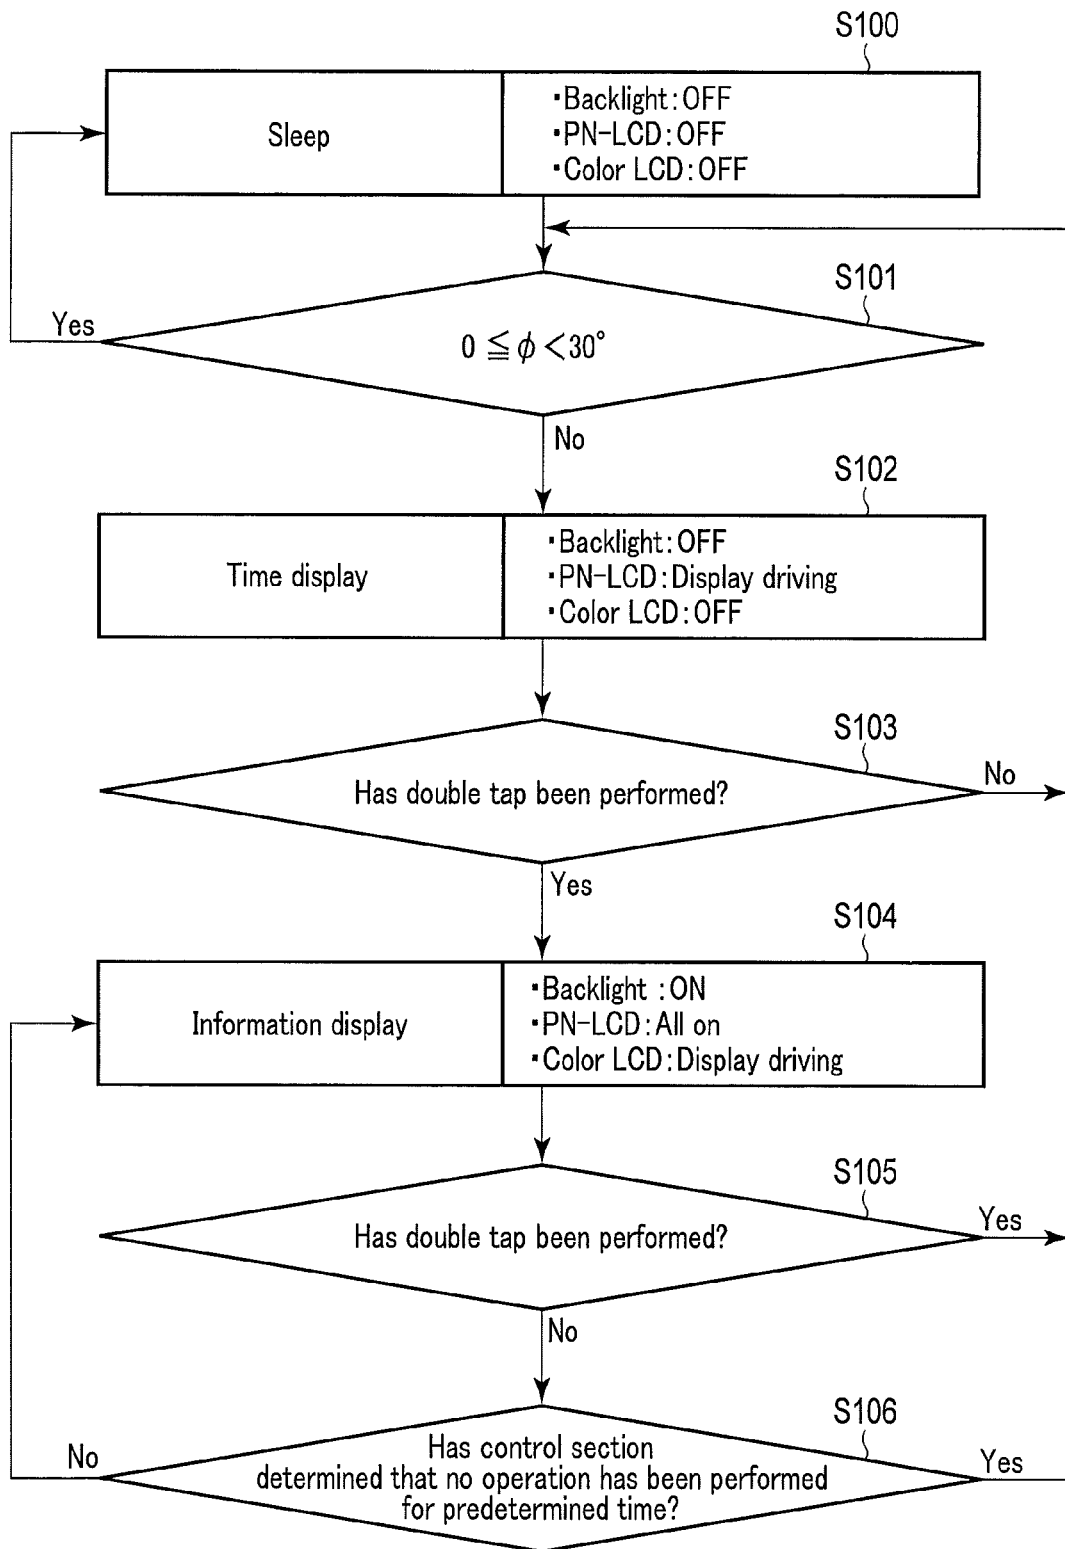 S100
Sleep
・Backlight:OFF
・PN-LCD:OFF
・Color LCD:OFF
S101
Yes
0 ≦ ϕ <30°
No
S102
Time display
・Backlight:OFF
・PN-LCD:Display driving
・Color LCD:OFF
S103
Has double tap been performed?
No
Yes
S104
Information display
・Backlight :ON
・PN-LCD:All on
・Color LCD:Display driving
S105
Has double tap been performed?
Yes
No
S106
No
Has control section
determined that no operation has been performed
for predetermined time?
Yes